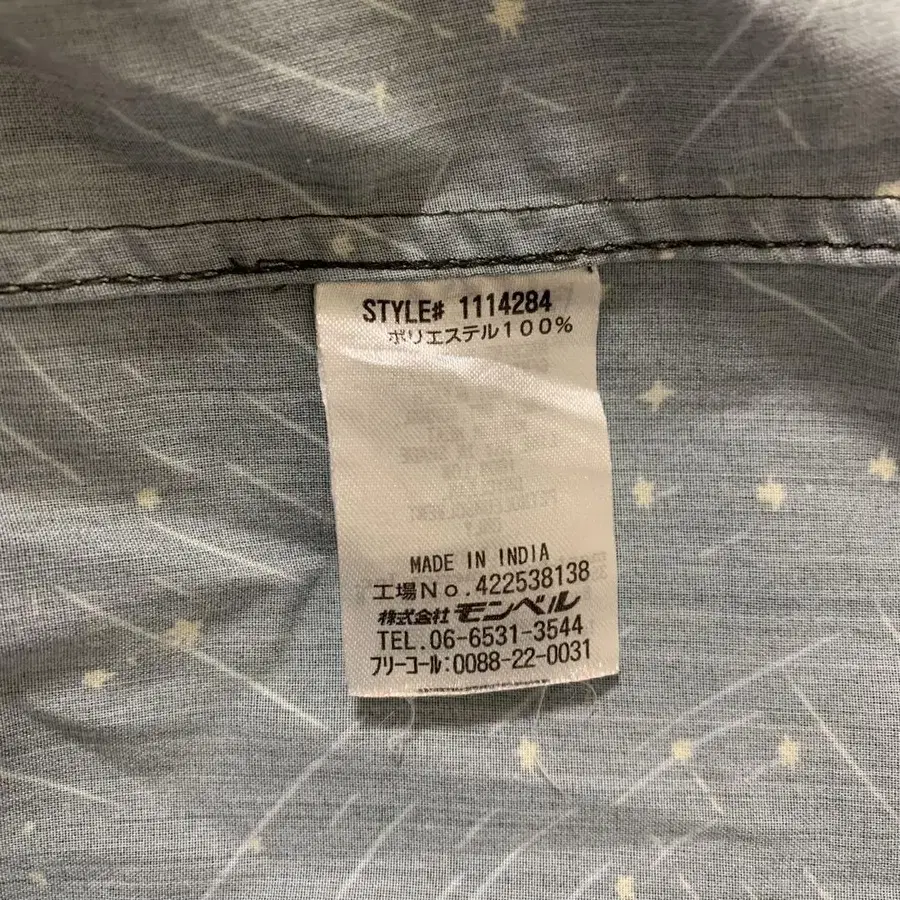 STYLE# 1114284
ポリエステル100%
MADE IN INDIA
工場No.422538138
株式会社 モンベル
TEL.06-6531-3544
フリーコール:0088-22-0031